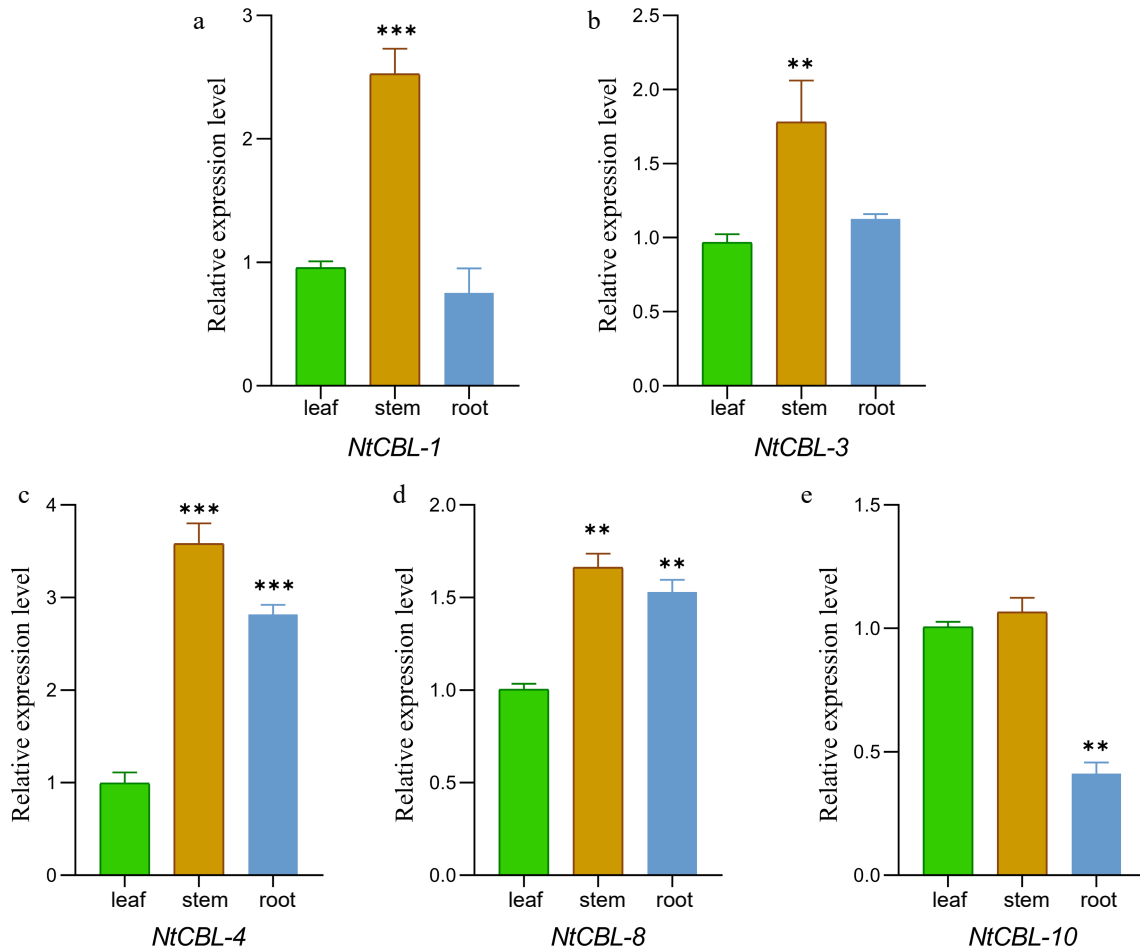 a
Relative expression level
3
2
1
0
***
leaf stem root
NtCBL-1
b
Relative expression level
2.5
2.0
1.5
1.0
0.5
0.0
**
leaf stem root
NtCBL-3
c
Relative expression level
4
3
2
1
0
***
***
leaf stem root
NtCBL-4
d
Relative expression level
2.0
1.5
1.0
0.5
0.0
**
**
leaf stem root
NtCBL-8
e
Relative expression level
1.5
1.0
0.5
0.0
**
leaf stem root
NtCBL-10